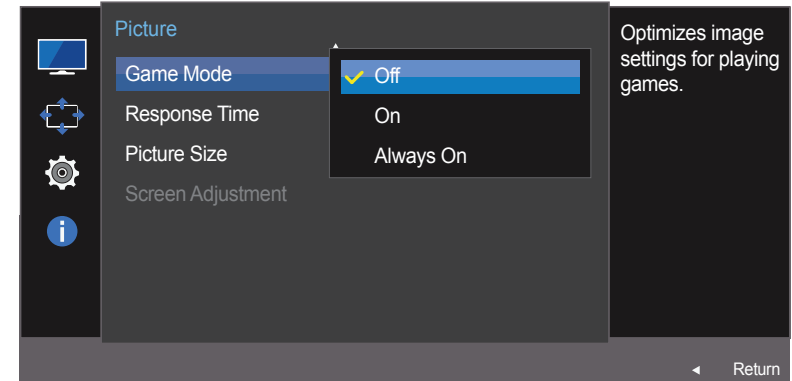 Picture
Game Mode
Off
Response Time
On
Picture Size
Always On
Screen Adjustment
Optimizes image
settings for playing
games.
Return